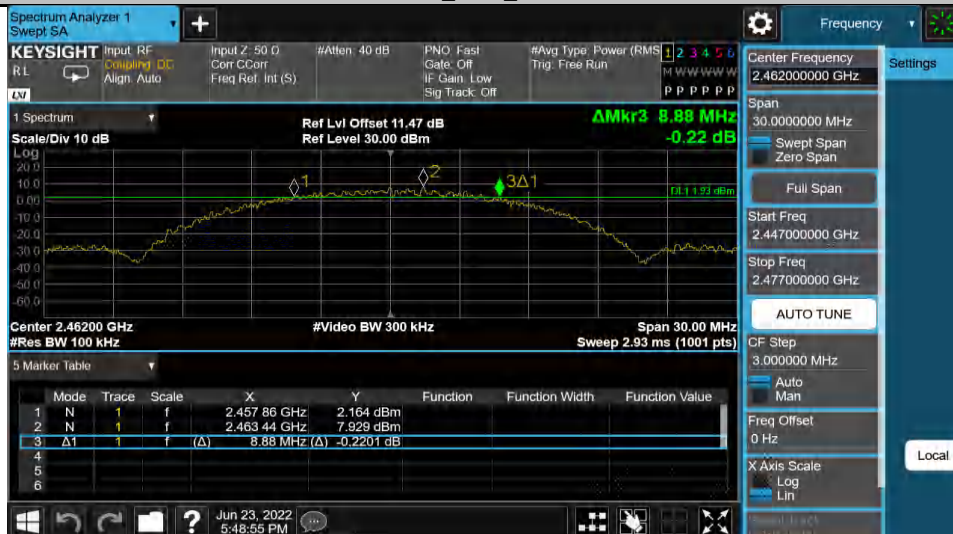 Spectrum Analyzer 1
Swept SA
+
Frequency
KEYSIGHT
RL
LXI
Input: RF
Coupling: DC
Align: Auto
Input Z: 50 Ω
Corr CCorr
Freq Ref: Int (S)
#Atten: 40 dB
PNO: Fast
Gate: Off
IF Gain: Low
Sig Track: Off
#Avg Type: Power (RMS
Trig: Free Run
1 2 3 4 5 6
M W W W W W
P P P P P P
Center Frequency
2.462000000 GHz
Settings
Span
30.0000000 MHz
Swept Span
Zero Span
Full Span
Start Freq
2.447000000 GHz
Stop Freq
2.477000000 GHz
AUTO TUNE
CF Step
3.000000 MHz
Auto
Man
Freq Offset
0 Hz
X Axis Scale
Log
Lin
Local
1 Spectrum
Scale/Div 10 dB
Ref Lvl Offset 11.47 dB
Ref Level 30.00 dBm
ΔMkr3 8.88 MHz
-0.22 dB
Log
20.0
10.0
0.00
-10.0
-20.0
-30.0
-40.0
-50.0
-60.0
1
2
3Δ1
DL1 1.93 dBm
Center 2.46200 GHz
#Video BW 300 kHz
Span 30.00 MHz
#Res BW 100 kHz
Sweep 2.93 ms (1001 pts)
5 Marker Table
Mode Trace Scale X Y Function Function Width Function Value
1 N 1 f 2.457 86 GHz 2.164 dBm
2 N 1 f 2.463 44 GHz 7.929 dBm
3 Δ1 1 f (Δ) 8.88 MHz (Δ) -0.2201 dB
4
5
6
?
Jun 23, 2022
5:48:55 PM